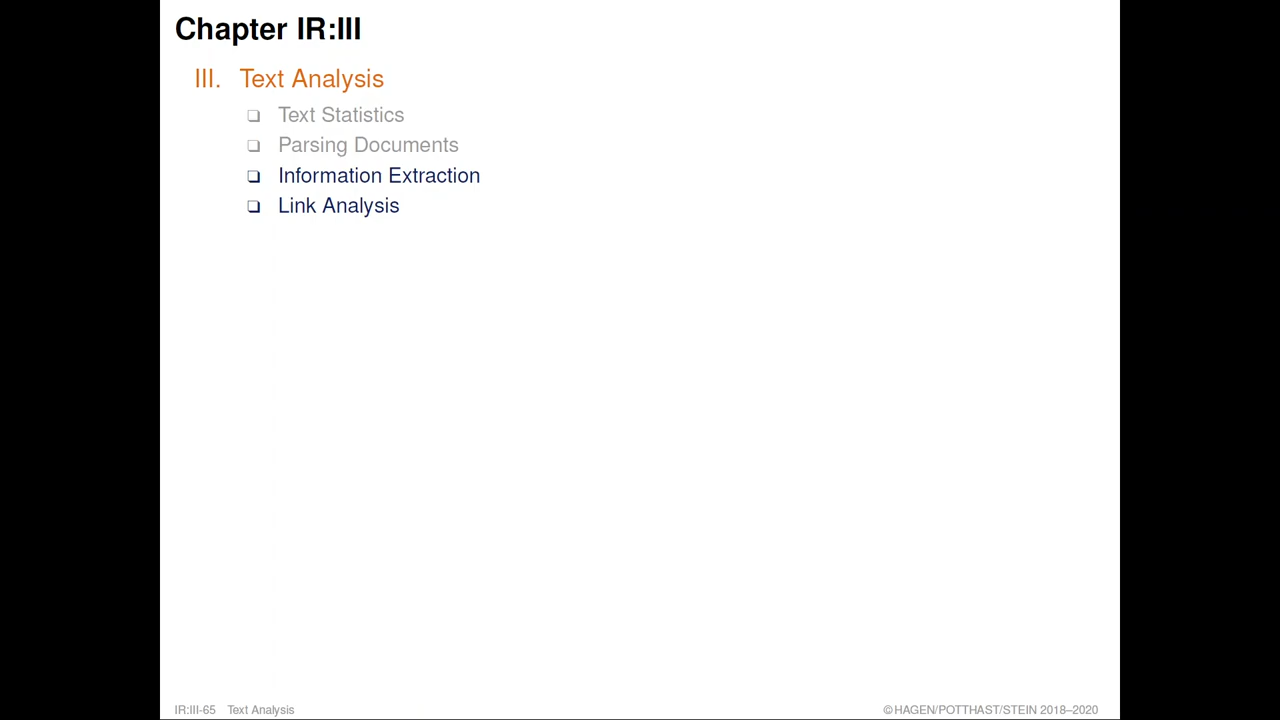 Chapter IR:III
III. Text Analysis
❑ Text Statistics
❑ Parsing Documents
❑ Information Extraction
❑ Link Analysis
IR:III-65 Text Analysis ©HAGEN/POTTHAST/STEIN 2018–2020